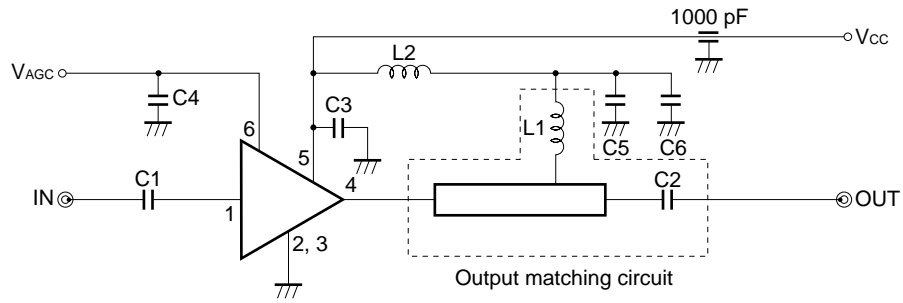 1000 pF
VCC
L2
VAGC
C4
C3
L1
6
C5
C6
5
C1
4
C2
IN
1
OUT
2, 3
Output matching circuit